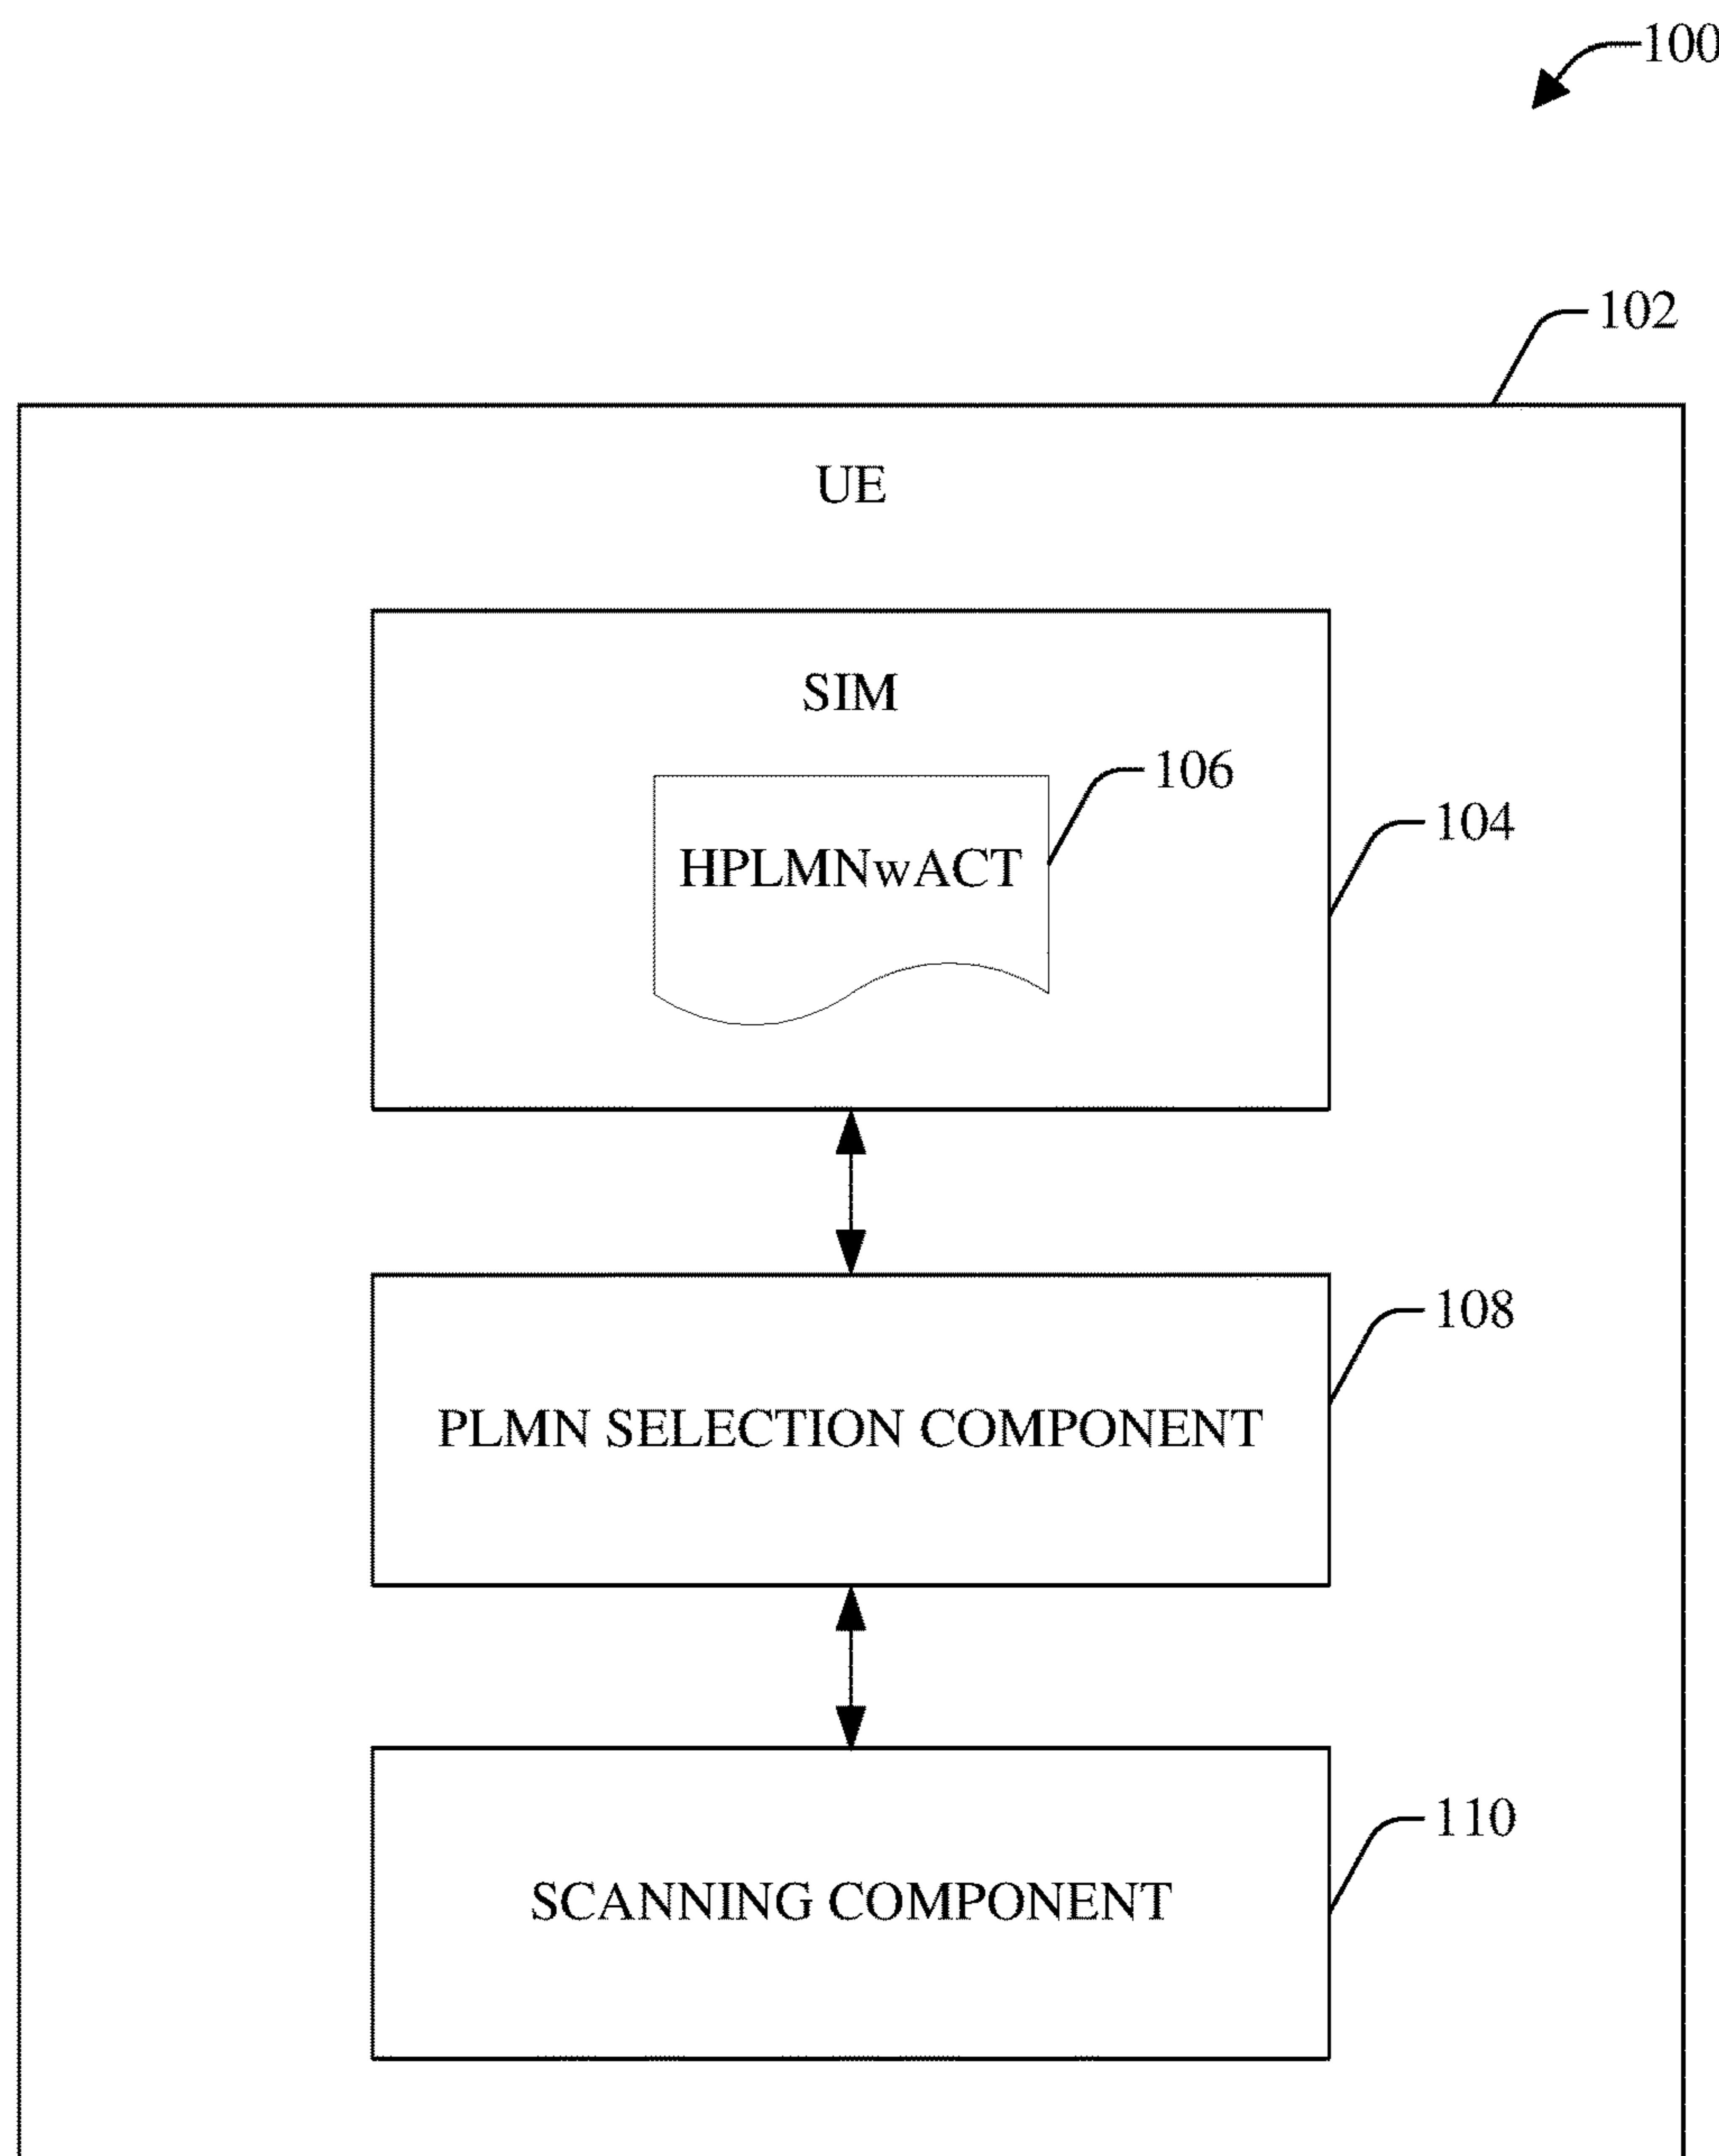 100
102
UE
SIM
106
HPLMNwACT
104
108
PLMN SELECTION COMPONENT
110
SCANNING COMPONENT